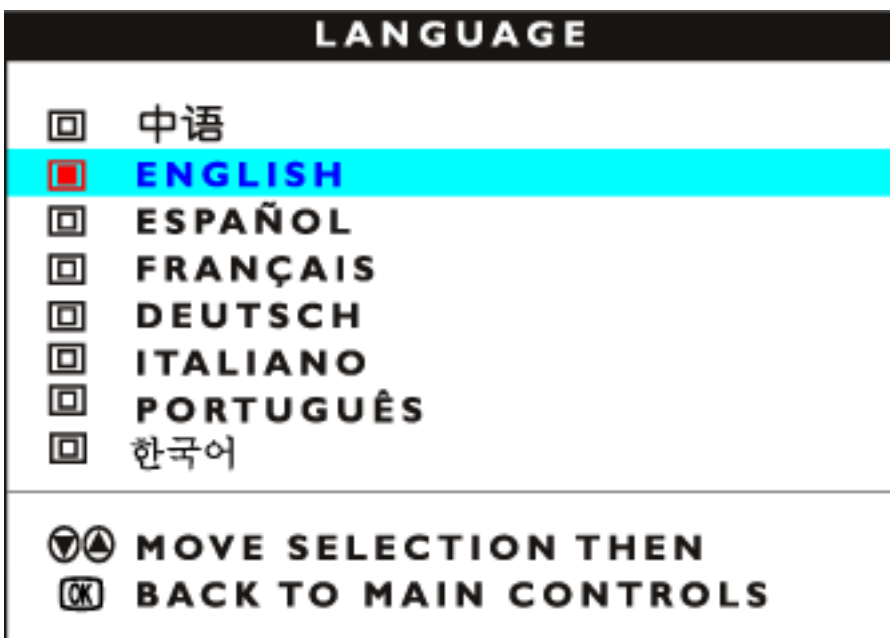 LANGUAGE
中语
ENGLISH
ESPAÑOL
FRANÇAIS
DEUTSCH
ITALIANO
PORTUGUÊS
한국어
MOVE SELECTION THEN
OK BACK TO MAIN CONTROLS